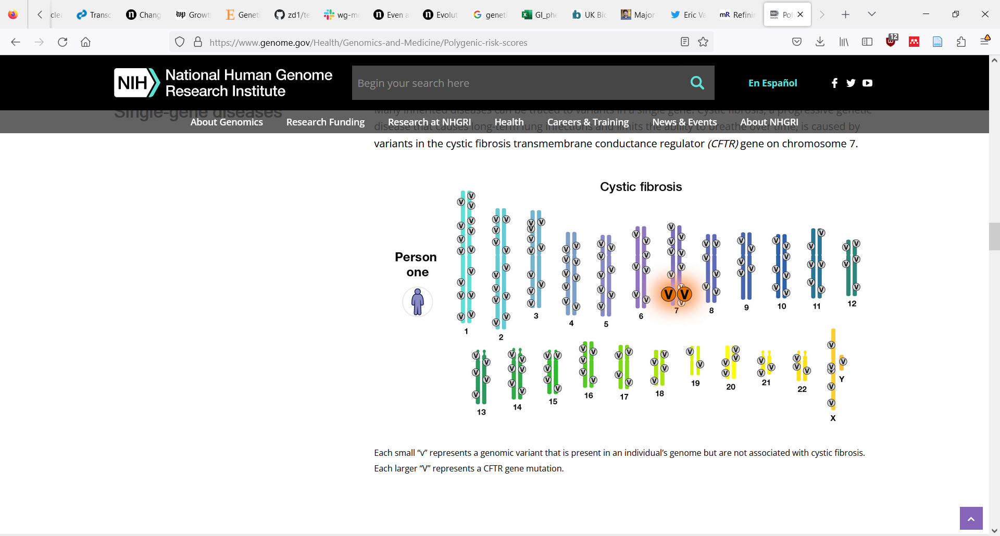 cle
Transc
Chang
Growt
Geneti
zd1/te
wg-m
Even a
Evolut
geneti
GI_phe
UK Bio
Major
Eric Va
Refinin
Pol
https://www.genome.gov/Health/Genomics-and-Medicine/Polygenic-risk-scores
12
NIH National Human Genome Research Institute
Begin your search here
En Español
Single-gene diseases
Many inherited diseases can be traced to variants in a single gene. Cystic fibrosis, a progressive genetic
About Genomics Research Funding Research at NHGRI Health Careers & Training News & Events About NHGRI
disease that causes long-term lung infections and limits the ability to breathe over time, is caused by
variants in the cystic fibrosis transmembrane conductance regulator (CFTR) gene on chromosome 7.
Cystic fibrosis
Person
one
V V
1 2 3 4 5 6 7 8 9 10 11 12
13 14 15 16 17 18 19 20 21 22 X Y
Each small “v” represents a genomic variant that is present in an individual’s genome but are not associated with cystic fibrosis.
Each larger “V” represents a CFTR gene mutation.